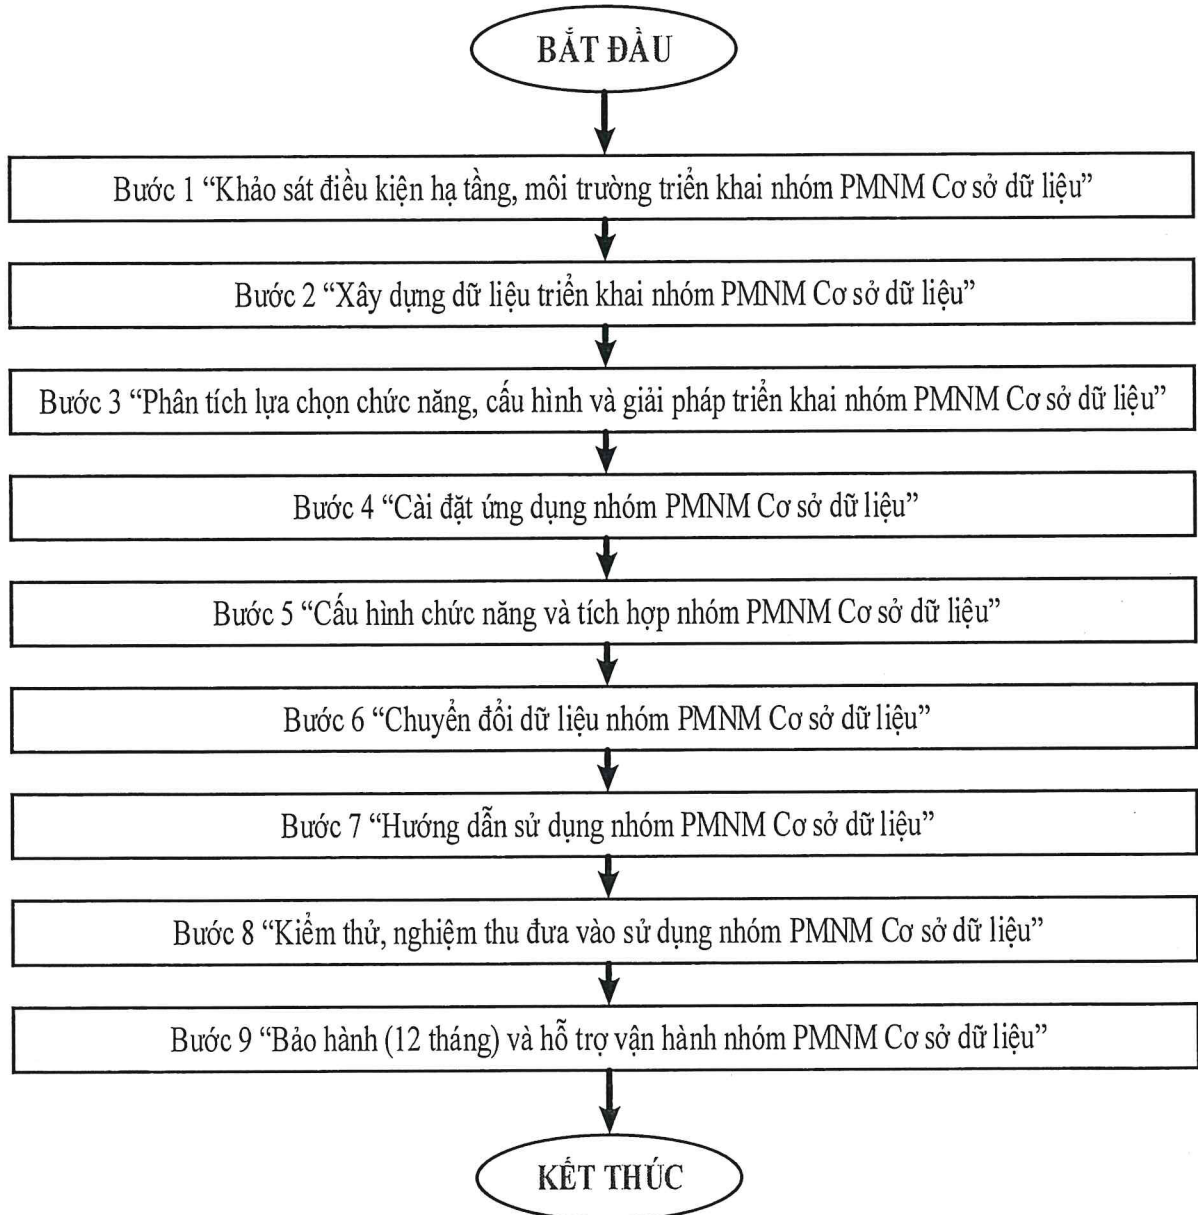 BẮT ĐẦU
Bước 1 “Khảo sát điều kiện hạ tầng, môi trường triển khai nhóm PMNM Cơ sở dữ liệu”
Bước 2 “Xây dựng dữ liệu triển khai nhóm PMNM Cơ sở dữ liệu”
Bước 3 “Phân tích lựa chọn chức năng, cấu hình và giải pháp triển khai nhóm PMNM Cơ sở dữ liệu”
Bước 4 “Cài đặt ứng dụng nhóm PMNM Cơ sở dữ liệu”
Bước 5 “Cấu hình chức năng và tích hợp nhóm PMNM Cơ sở dữ liệu”
Bước 6 “Chuyển đổi dữ liệu nhóm PMNM Cơ sở dữ liệu”
Bước 7 “Hướng dẫn sử dụng nhóm PMNM Cơ sở dữ liệu”
Bước 8 “Kiểm thử, nghiệm thu đưa vào sử dụng nhóm PMNM Cơ sở dữ liệu”
Bước 9 “Bảo hành (12 tháng) và hỗ trợ vận hành nhóm PMNM Cơ sở dữ liệu”
KẾT THÚC